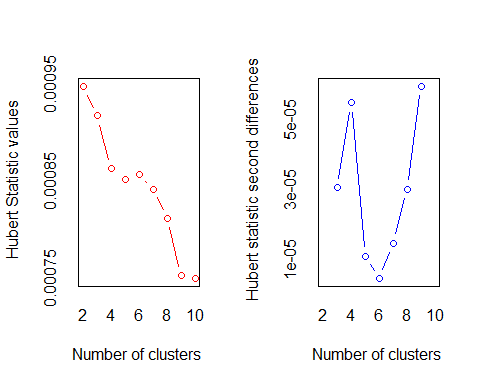 Hubert Statistic values
0.00075 0.00085 0.00095
2 4 6 8 10
Number of clusters
Hubert statistic second differences
1e-05 3e-05 5e-05
2 4 6 8 10
Number of clusters